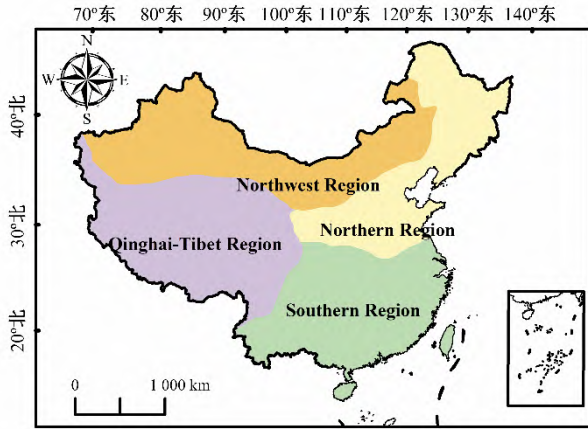 70°东 80°东 90°东 100°东 110°东 120°东 130°东 140°东
N
W E
S
40°北
Northwest Region
30°北
Northern Region
Qinghai-Tibet Region
Southern Region
20°北
0 1 000 km